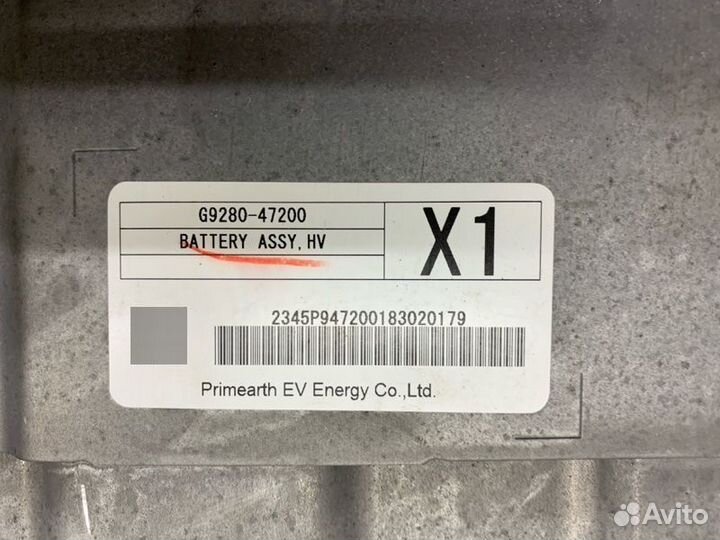 G9280-47200
BATTERY ASSY, HV
X1
2345P947200183020179
Primearth EV Energy Co.,Ltd.
Avito